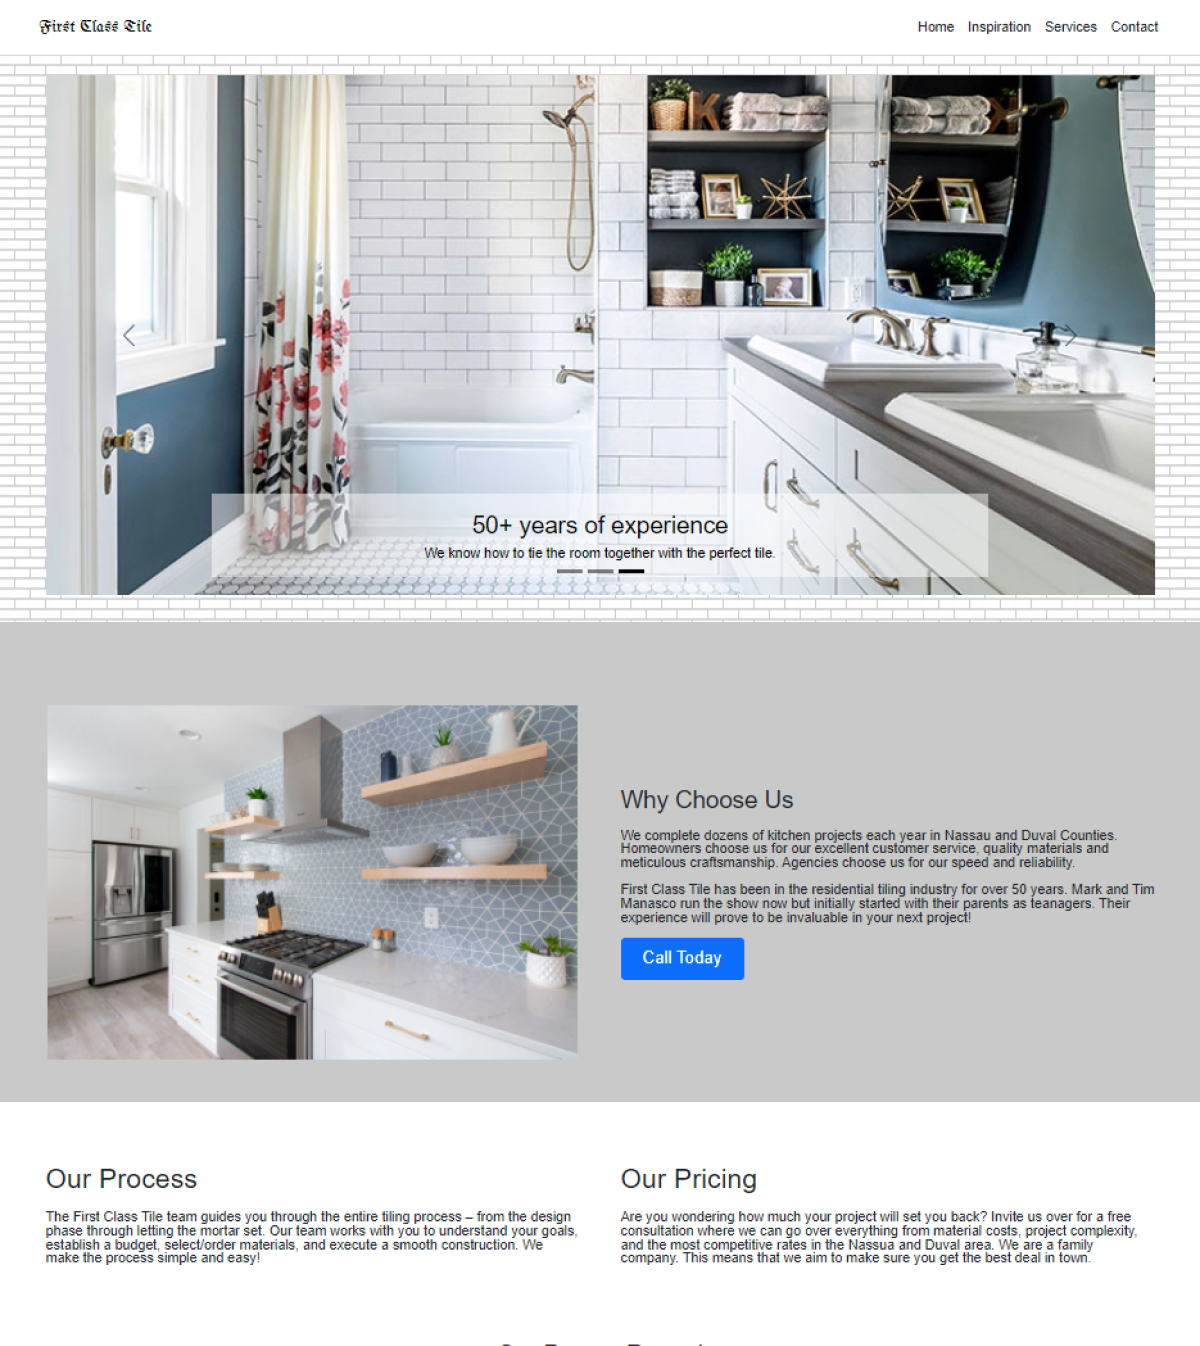 First Class Tile
Home Inspiration Services Contact
50+ years of experience
We know how to tie the room together with the perfect tile.
Why Choose Us
We complete dozens of kitchen projects each year in Nassau and Duval Counties.
Homeowners choose us for our excellent customer service, quality materials and
meticulous craftsmanship. Agencies choose us for our speed and reliability.
First Class Tile has been in the residential tiling industry for over 50 years. Mark and Tim
Manasco run the show now but initially started with their parents as teanagers. Their
experience will prove to be invaluable in your next project!
Call Today
Our Process
The First Class Tile team guides you through the entire tiling process – from the design
phase through letting the mortar set. Our team works with you to understand your goals,
establish a budget, select/order materials, and execute a smooth construction. We
make the process simple and easy!
Our Pricing
Are you wondering how much your project will set you back? Invite us over for a free
consultation where we can go over everything from material costs, project complexity,
and the most competitive rates in the Nassua and Duval area. We are a family
company. This means that we aim to make sure you get the best deal in town.